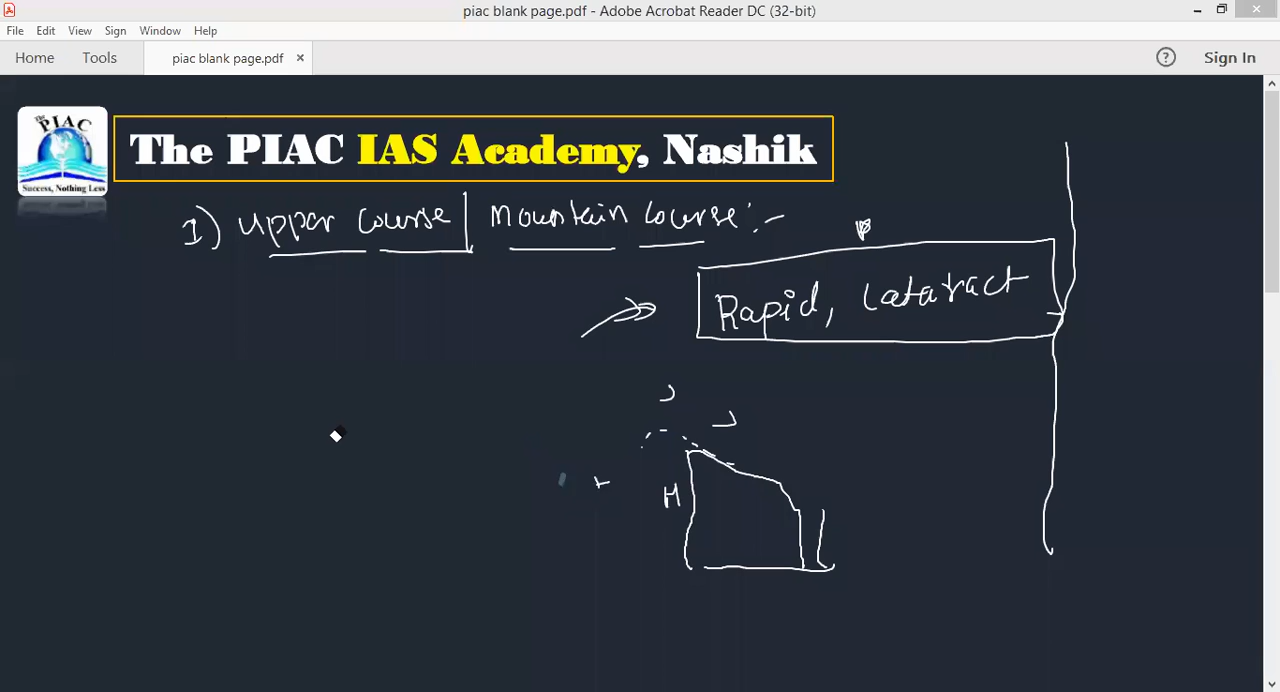 piac blank page.pdf - Adobe Acrobat Reader DC (32-bit)
File Edit View Sign Window Help
Home Tools piac blank page.pdf × ? Sign In
The PIAC
Success, Nothing Less
The PIAC IAS Academy, Nashik
1) Upper Course | Mountain Course :-
Rapid, Cataract
H